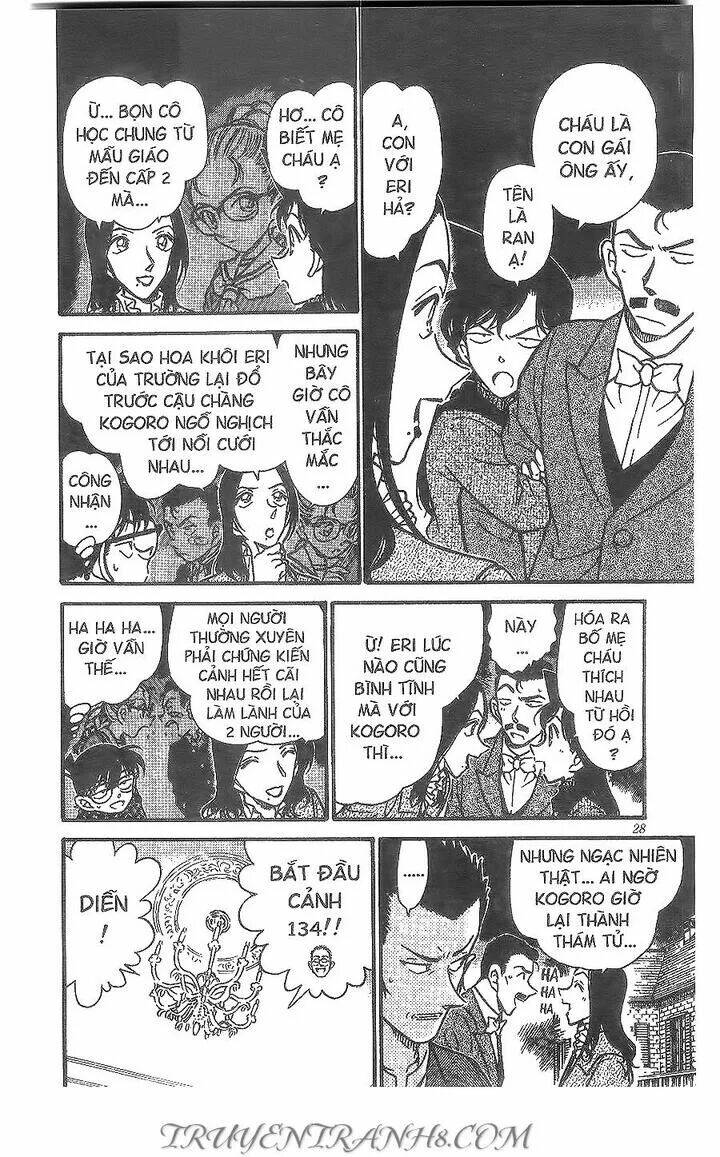 CHÁU LÀ
CON GÁI
ÔNG ẤY,
TÊN
LÀ
RAN
Ạ!
A,
CON
VỚI
ERI
HẢ?
HƠ... CÔ
BIẾT MẸ
CHÁU Ạ
?
Ừ... BỌN CÔ
HỌC CHUNG TỪ
MẪU GIÁO
ĐẾN CẤP 2
MÀ...
NHƯNG
BÂY
GIỜ CÔ
VẪN
THẮC
MẮC
TẠI SAO HOA KHÔI ERI
CỦA TRƯỜNG LẠI ĐỔ
TRƯỚC CẬU CHÀNG
KOGORO NGỖ NGHỊCH
TỚI NỖI CƯỚI
NHAU...
CÔNG
NHẬN
...
HÓA RA
BỐ MẸ
CHÁU
THÍCH
NHAU
TỪ HỒI
ĐÓ Ạ
?
NÀY
...
Ừ! ERI LÚC
NÀO CŨNG
BÌNH TĨNH
MÀ VỚI
KOGORO
THÌ...
MỌI NGƯỜI
THƯỜNG XUYÊN
PHẢI CHỨNG KIẾN
CẢNH HẾT CÃI
NHAU RỒI LẠI
LÀM LÀNH CỦA
2 NGƯỜI...
HA HA HA...
GIỜ VẪN
THẾ...
28
NHƯNG NGẠC NHIÊN
THẬT... AI NGỜ
KOGORO GIỜ
LẠI THÀNH
THÁM TỬ...
HA
HA
HA
.....
BẮT ĐẦU
CẢNH
134!!
DIỄN
!
TRUYENTRANH8.COM